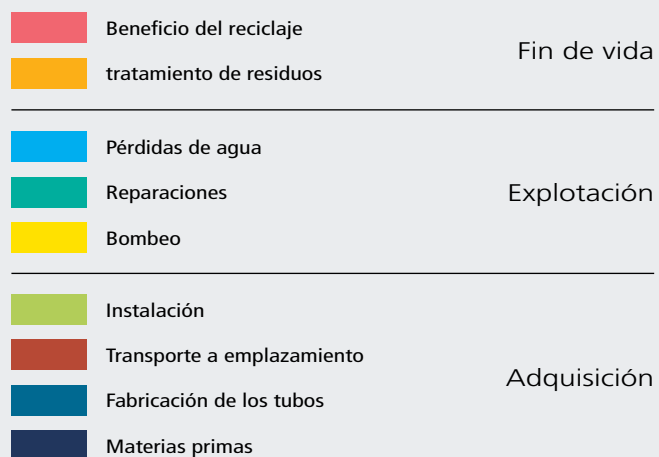 Beneficio del reciclaje
Fin de vida
tratamiento de residuos
Pérdidas de agua
Reparaciones
Explotación
Bombeo
Instalación
Transporte a emplazamiento
Adquisición
Fabricación de los tubos
Materias primas